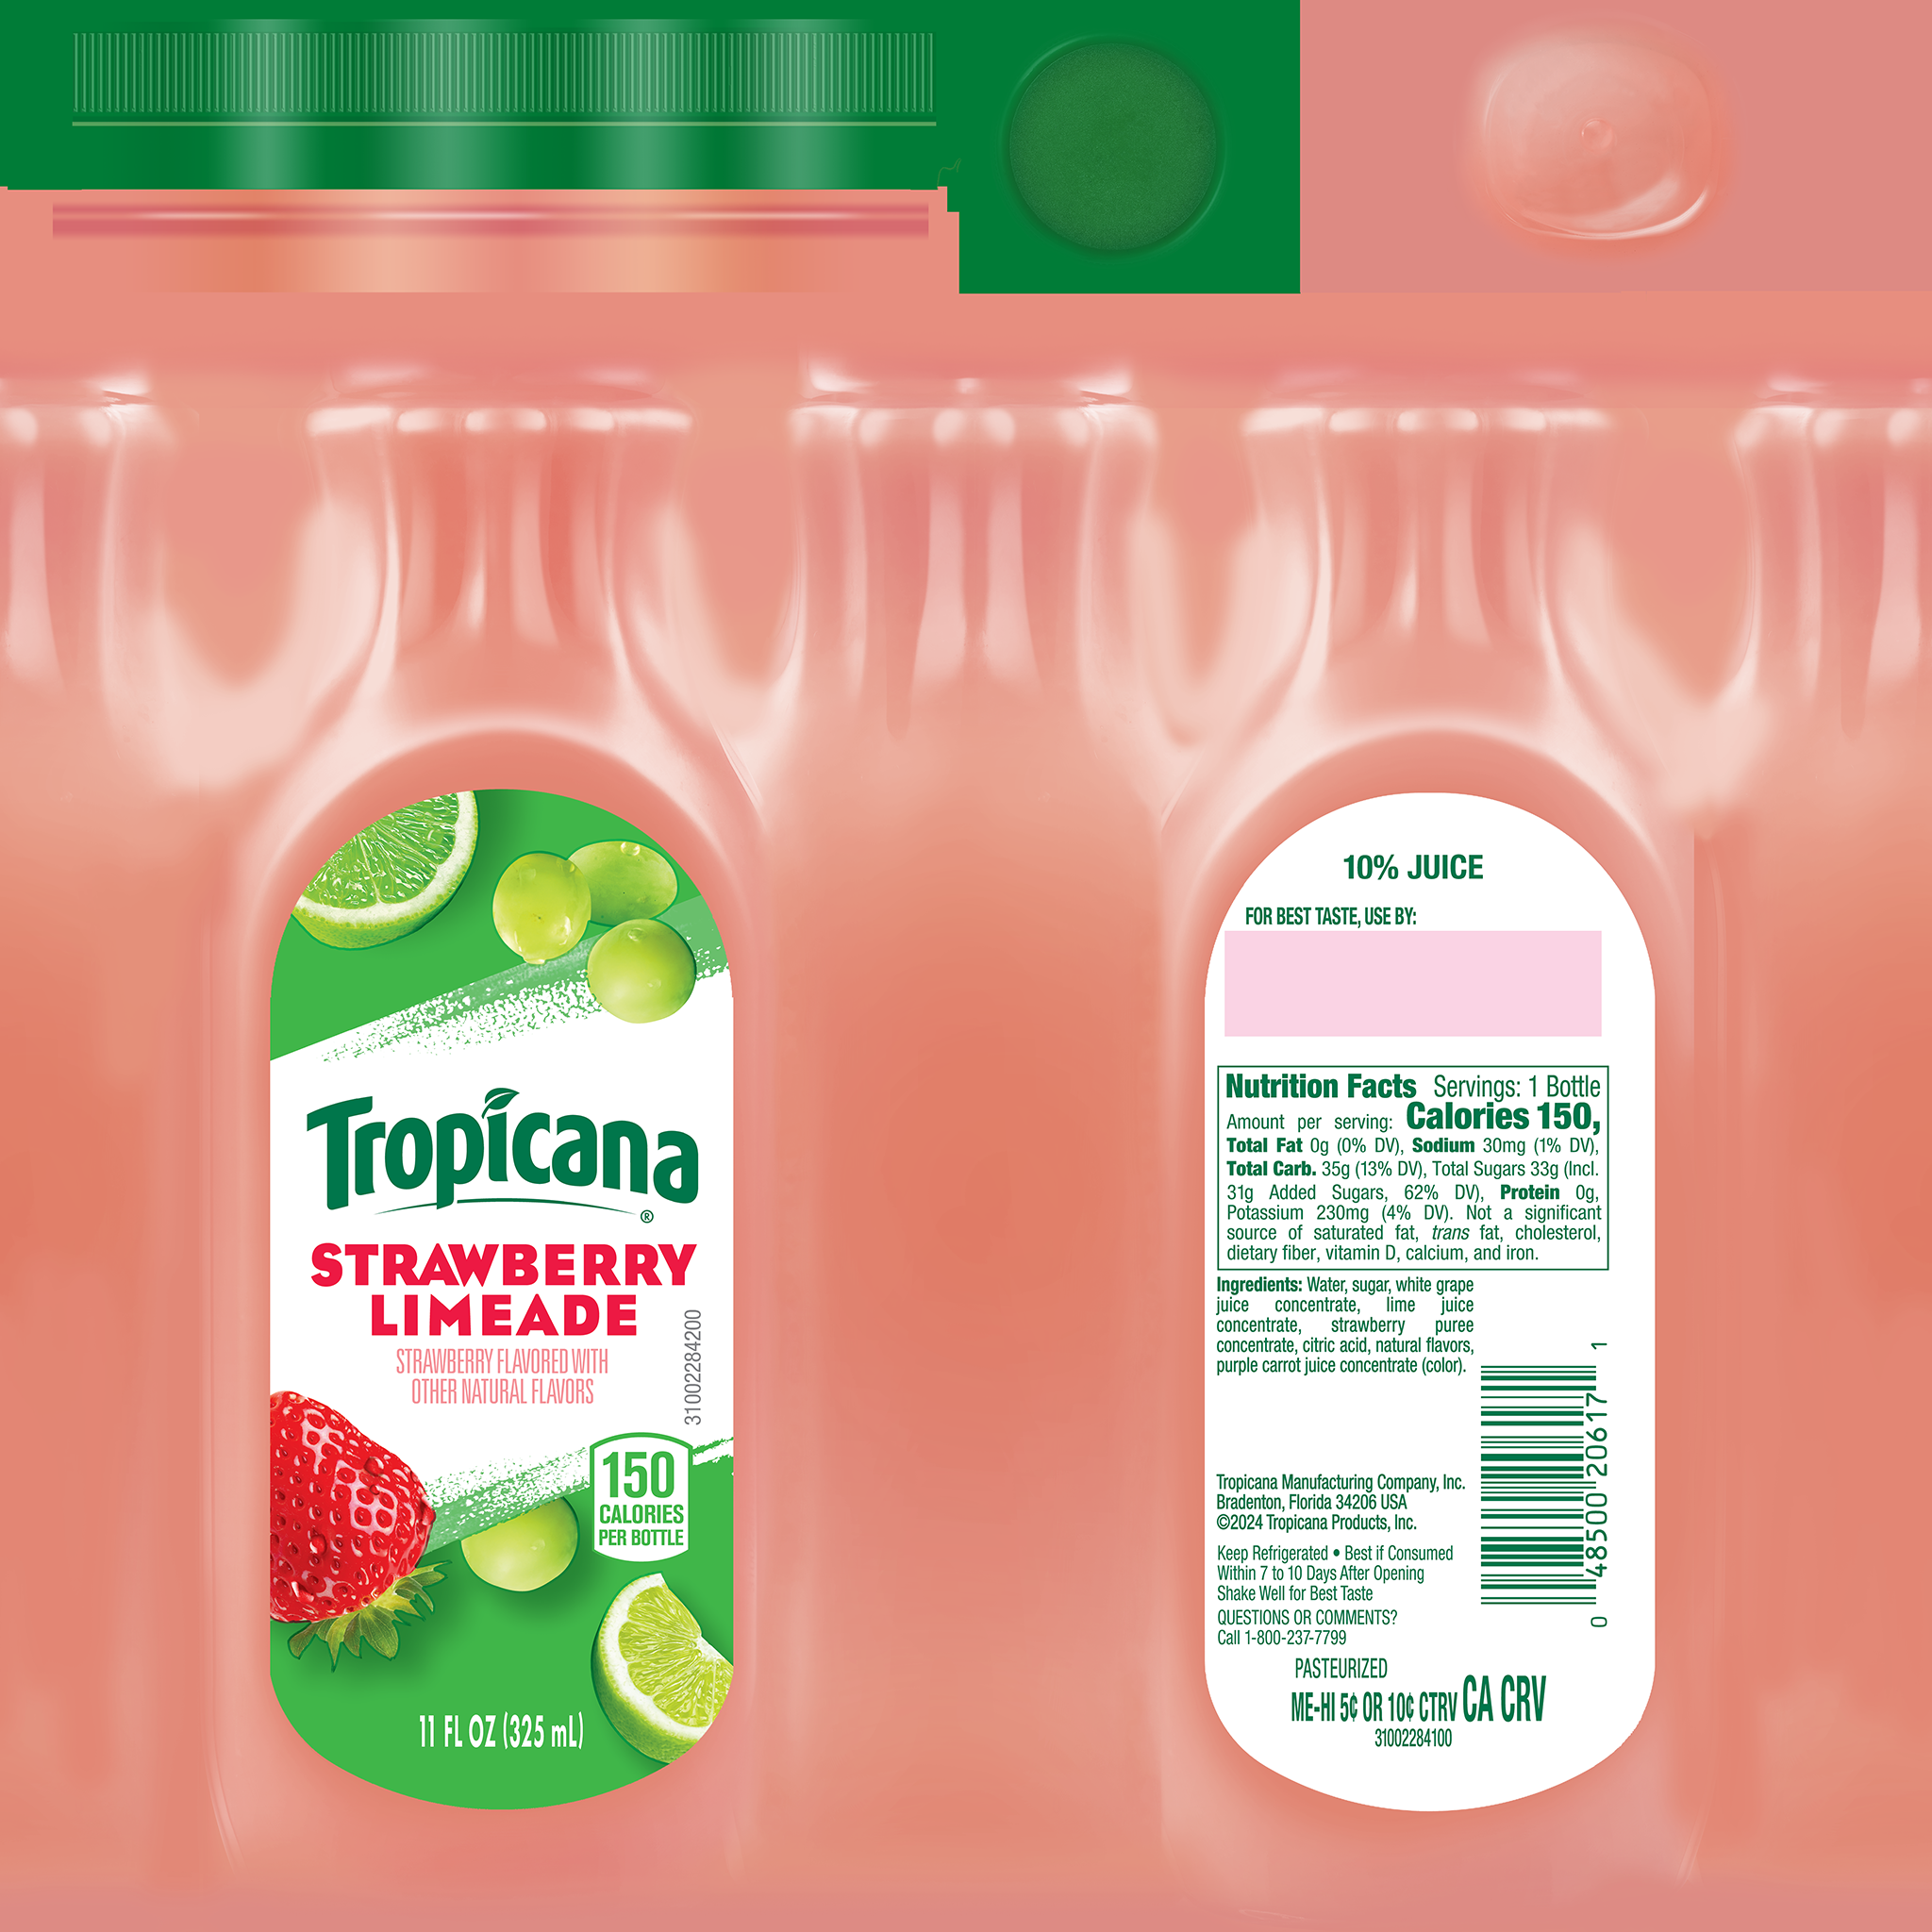 Tropicana®
STRAWBERRY
LIMEADE
STRAWBERRY FLAVORED WITH
OTHER NATURAL FLAVORS
31002284200
150
CALORIES
PER BOTTLE
11 FL OZ (325 mL)
10% JUICE
FOR BEST TASTE, USE BY:
Nutrition Facts Servings: 1 Bottle
Amount per serving: Calories 150,
Total Fat 0g (0% DV), Sodium 30mg (1% DV),
Total Carb. 35g (13% DV), Total Sugars 33g (Incl.
31g Added Sugars, 62% DV), Protein 0g,
Potassium 230mg (4% DV). Not a significant
source of saturated fat, trans fat, cholesterol,
dietary fiber, vitamin D, calcium, and iron.
Ingredients: Water, sugar, white grape
juice concentrate, lime juice
concentrate, strawberry puree
concentrate, citric acid, natural flavors,
purple carrot juice concentrate (color).
0 48500 20617 1
Tropicana Manufacturing Company, Inc.
Bradenton, Florida 34206 USA
©2024 Tropicana Products, Inc.
Keep Refrigerated • Best if Consumed
Within 7 to 10 Days After Opening
Shake Well for Best Taste
QUESTIONS OR COMMENTS?
Call 1-800-237-7799
PASTEURIZED
ME-HI 5¢ OR 10¢ CTRV CA CRV
31002284100